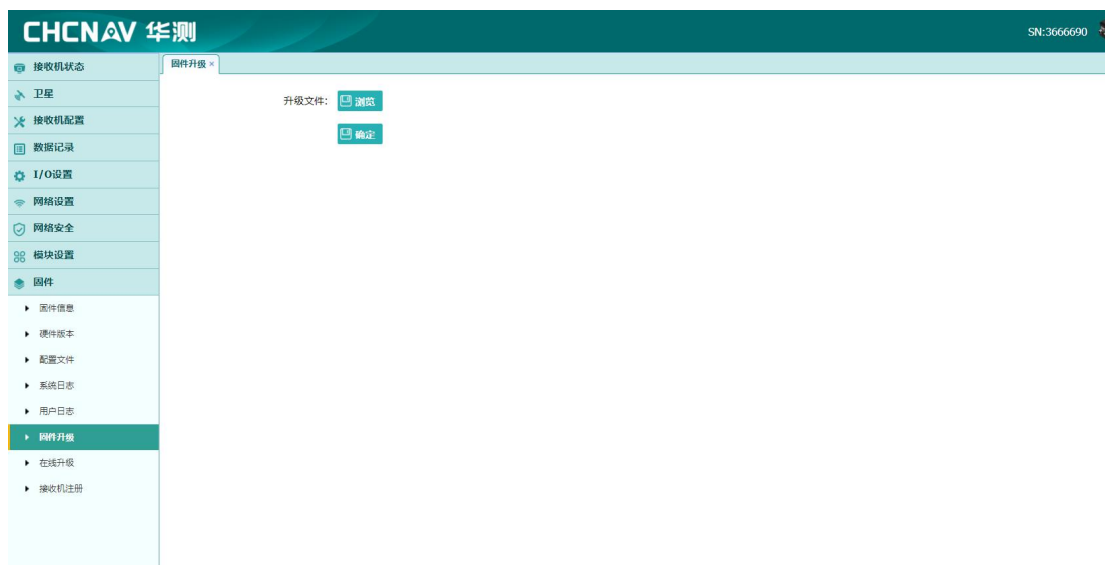 CHCNAV 华测
SN:3666690
接收机状态
卫星
接收机配置
数据记录
I/O设置
网络设置
网络安全
模块设置
固件
固件信息
硬件版本
配置文件
系统日志
用户日志
固件升级
在线升级
接收机注册
固件升级 ×
升级文件: 浏览
确定